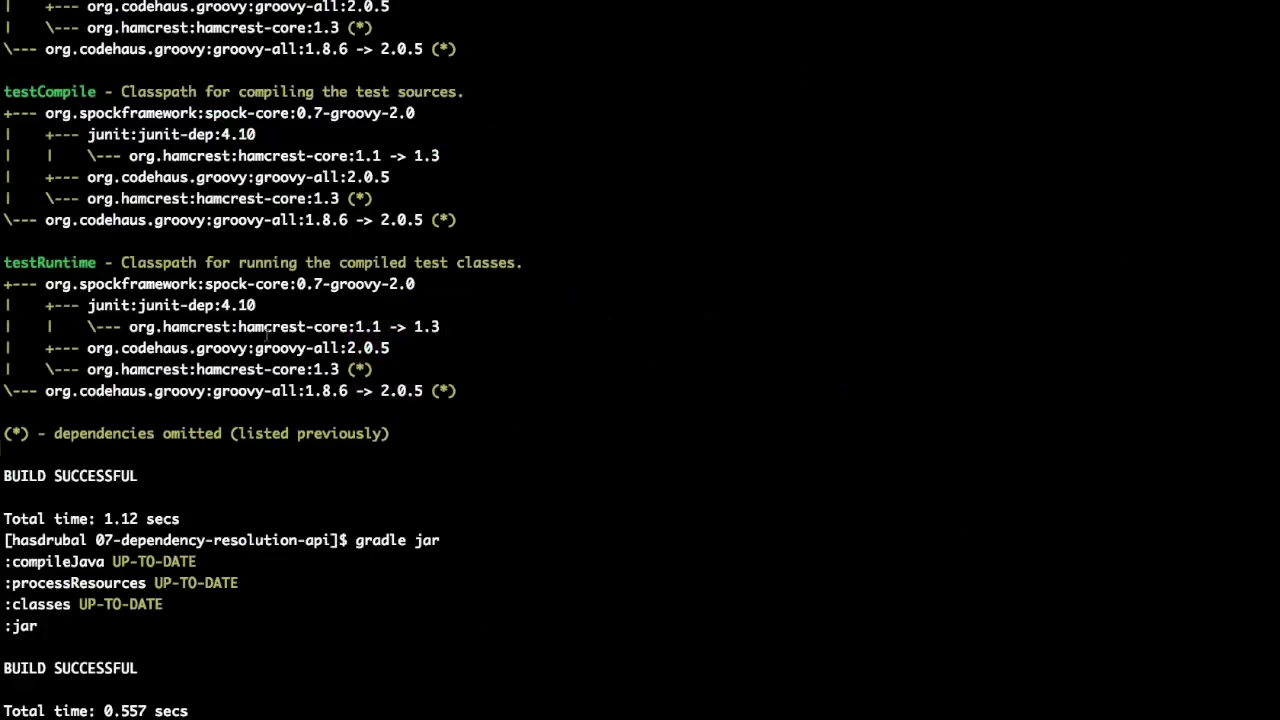 |    +--- org.codehaus.groovy:groovy-all:2.0.5
|    \--- org.hamcrest:hamcrest-core:1.3 (*)
\--- org.codehaus.groovy:groovy-all:1.8.6 -> 2.0.5 (*)

testCompile - Classpath for compiling the test sources.
+--- org.spockframework:spock-core:0.7-groovy-2.0
|    +--- junit:junit-dep:4.10
|    |    \--- org.hamcrest:hamcrest-core:1.1 -> 1.3
|    +--- org.codehaus.groovy:groovy-all:2.0.5
|    \--- org.hamcrest:hamcrest-core:1.3 (*)
\--- org.codehaus.groovy:groovy-all:1.8.6 -> 2.0.5 (*)

testRuntime - Classpath for running the compiled test classes.
+--- org.spockframework:spock-core:0.7-groovy-2.0
|    +--- junit:junit-dep:4.10
|    |    \--- org.hamcrest:hamcrest-core:1.1 -> 1.3
|    +--- org.codehaus.groovy:groovy-all:2.0.5
|    \--- org.hamcrest:hamcrest-core:1.3 (*)
\--- org.codehaus.groovy:groovy-all:1.8.6 -> 2.0.5 (*)

(*) - dependencies omitted (listed previously)

BUILD SUCCESSFUL

Total time: 1.12 secs
[hasdrubal 07-dependency-resolution-api]$ gradle jar
:compileJava UP-TO-DATE
:processResources UP-TO-DATE
:classes UP-TO-DATE
:jar

BUILD SUCCESSFUL

Total time: 0.557 secs